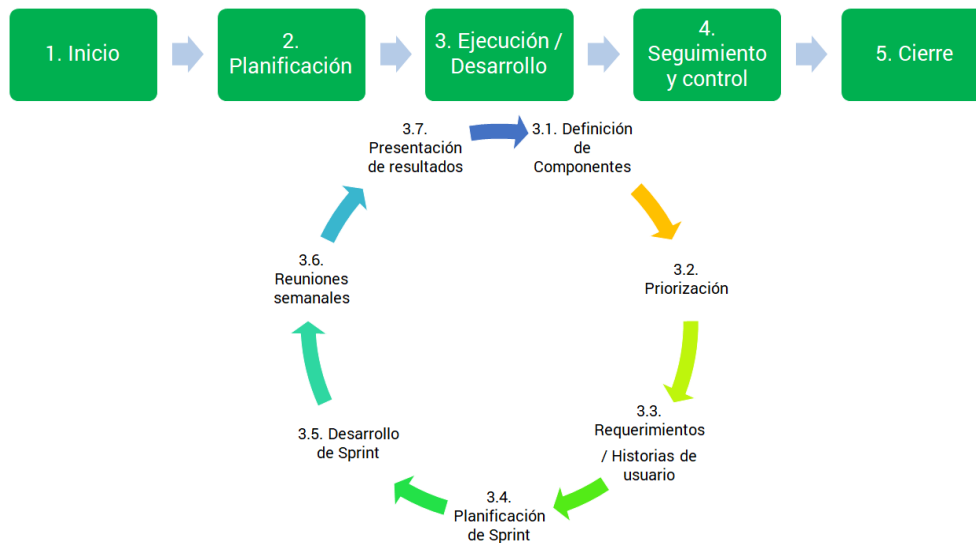 1. Inicio
2.
Planificación
3. Ejecución /
Desarrollo
4.
Seguimiento
y control
5. Cierre
3.1. Definición
de
Componentes
3.2.
Priorización
3.3.
Requerimientos
/ Historias de
usuario
3.4.
Planificación
de Sprint
3.5. Desarrollo
de Sprint
3.6.
Reuniones
semanales
3.7.
Presentación
de resultados